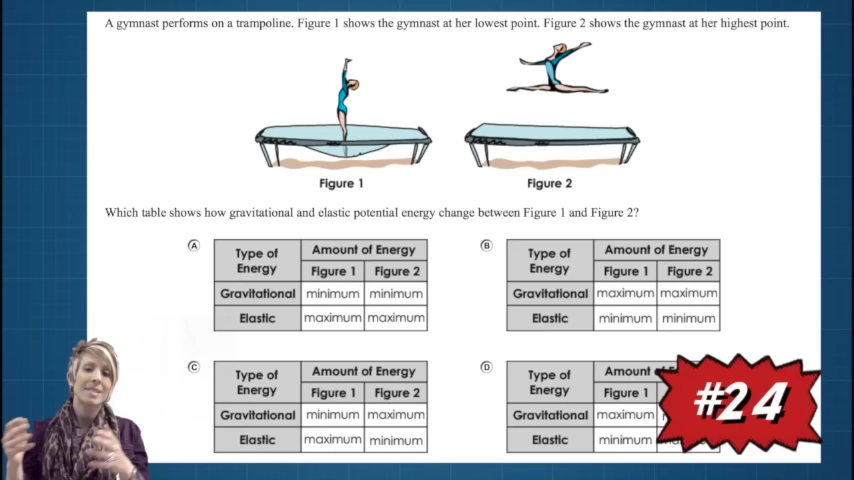 A gymnast performs on a trampoline. Figure 1 shows the gymnast at her lowest point. Figure 2 shows the gymnast at her highest point.
Figure 1 Figure 2
Which table shows how gravitational and elastic potential energy change between Figure 1 and Figure 2?
A
Type of Energy Amount of Energy
Figure 1 Figure 2
Gravitational minimum minimum
Elastic maximum maximum
B
Type of Energy Amount of Energy
Figure 1 Figure 2
Gravitational maximum maximum
Elastic minimum minimum
C
Type of Energy Amount of Energy
Figure 1 Figure 2
Gravitational minimum maximum
Elastic maximum minimum
D
Type of Energy Amount
Figure 1
Gravitational maximum
Elastic minimum
#24